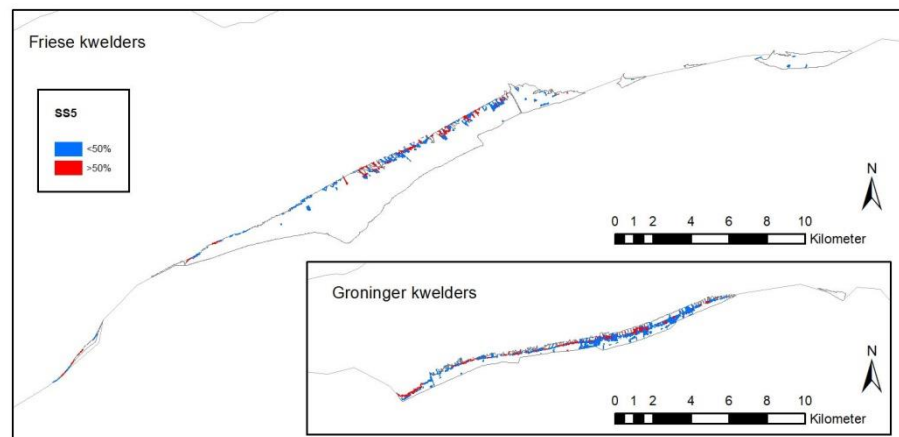 Friese kwelders
SS5
<50%
>50%
N
0 1 2 4 6 8 10
Kilometer
Groninger kwelders
N
0 1 2 4 6 8 10
Kilometer